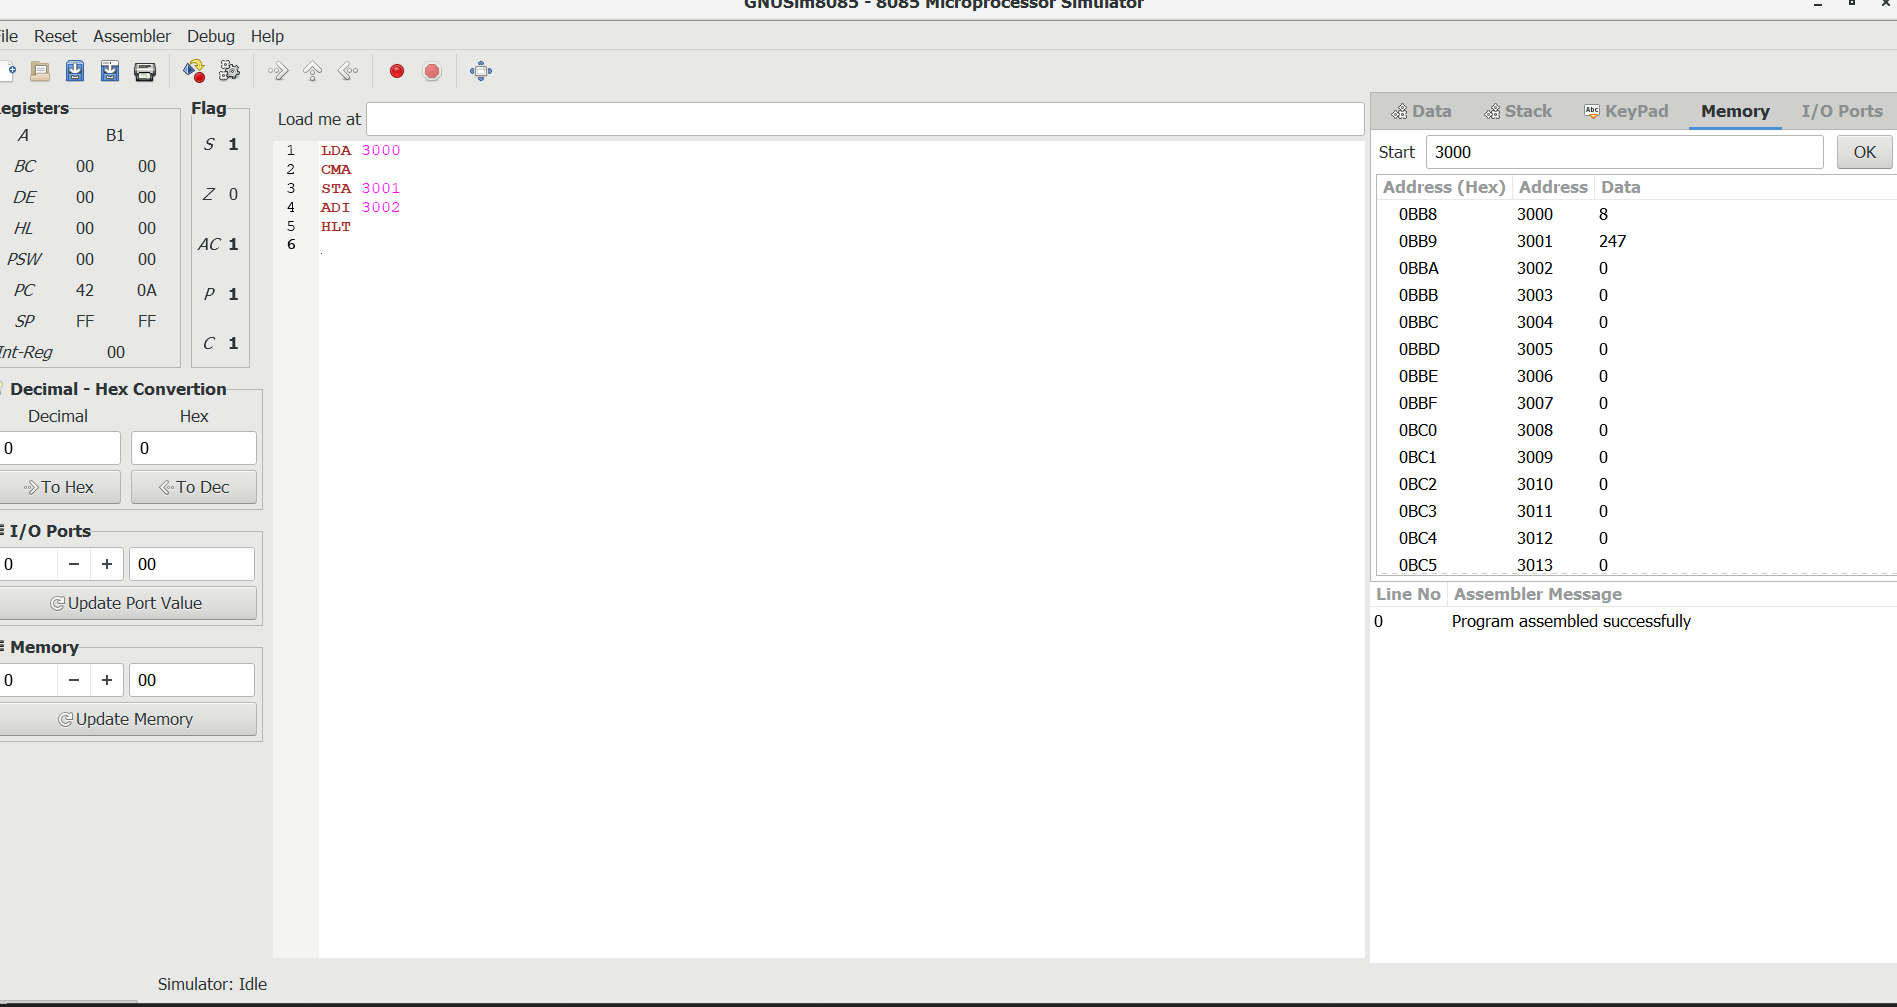 GNUSim8085 - 8085 Microprocessor Simulator
ile Reset Assembler Debug Help
egisters
A B1
BC 00 00
DE 00 00
HL 00 00
PSW 00 00
PC 42 0A
SP FF FF
Int-Reg 00
Flag
S 1
Z 0
AC 1
P 1
C 1
Decimal - Hex Convertion
Decimal Hex
0 0
To Hex To Dec
I/O Ports
0 − + 00
Update Port Value
Memory
0 − + 00
Update Memory
Load me at
1 LDA 3000
2 CMA
3 STA 3001
4 ADI 3002
5 HLT
6
Data Stack Abc KeyPad Memory I/O Ports
Start 3000 OK
Address (Hex) Address Data
0BB8 3000 8
0BB9 3001 247
0BBA 3002 0
0BBB 3003 0
0BBC 3004 0
0BBD 3005 0
0BBE 3006 0
0BBF 3007 0
0BC0 3008 0
0BC1 3009 0
0BC2 3010 0
0BC3 3011 0
0BC4 3012 0
0BC5 3013 0
Line No Assembler Message
0 Program assembled successfully
Simulator: Idle